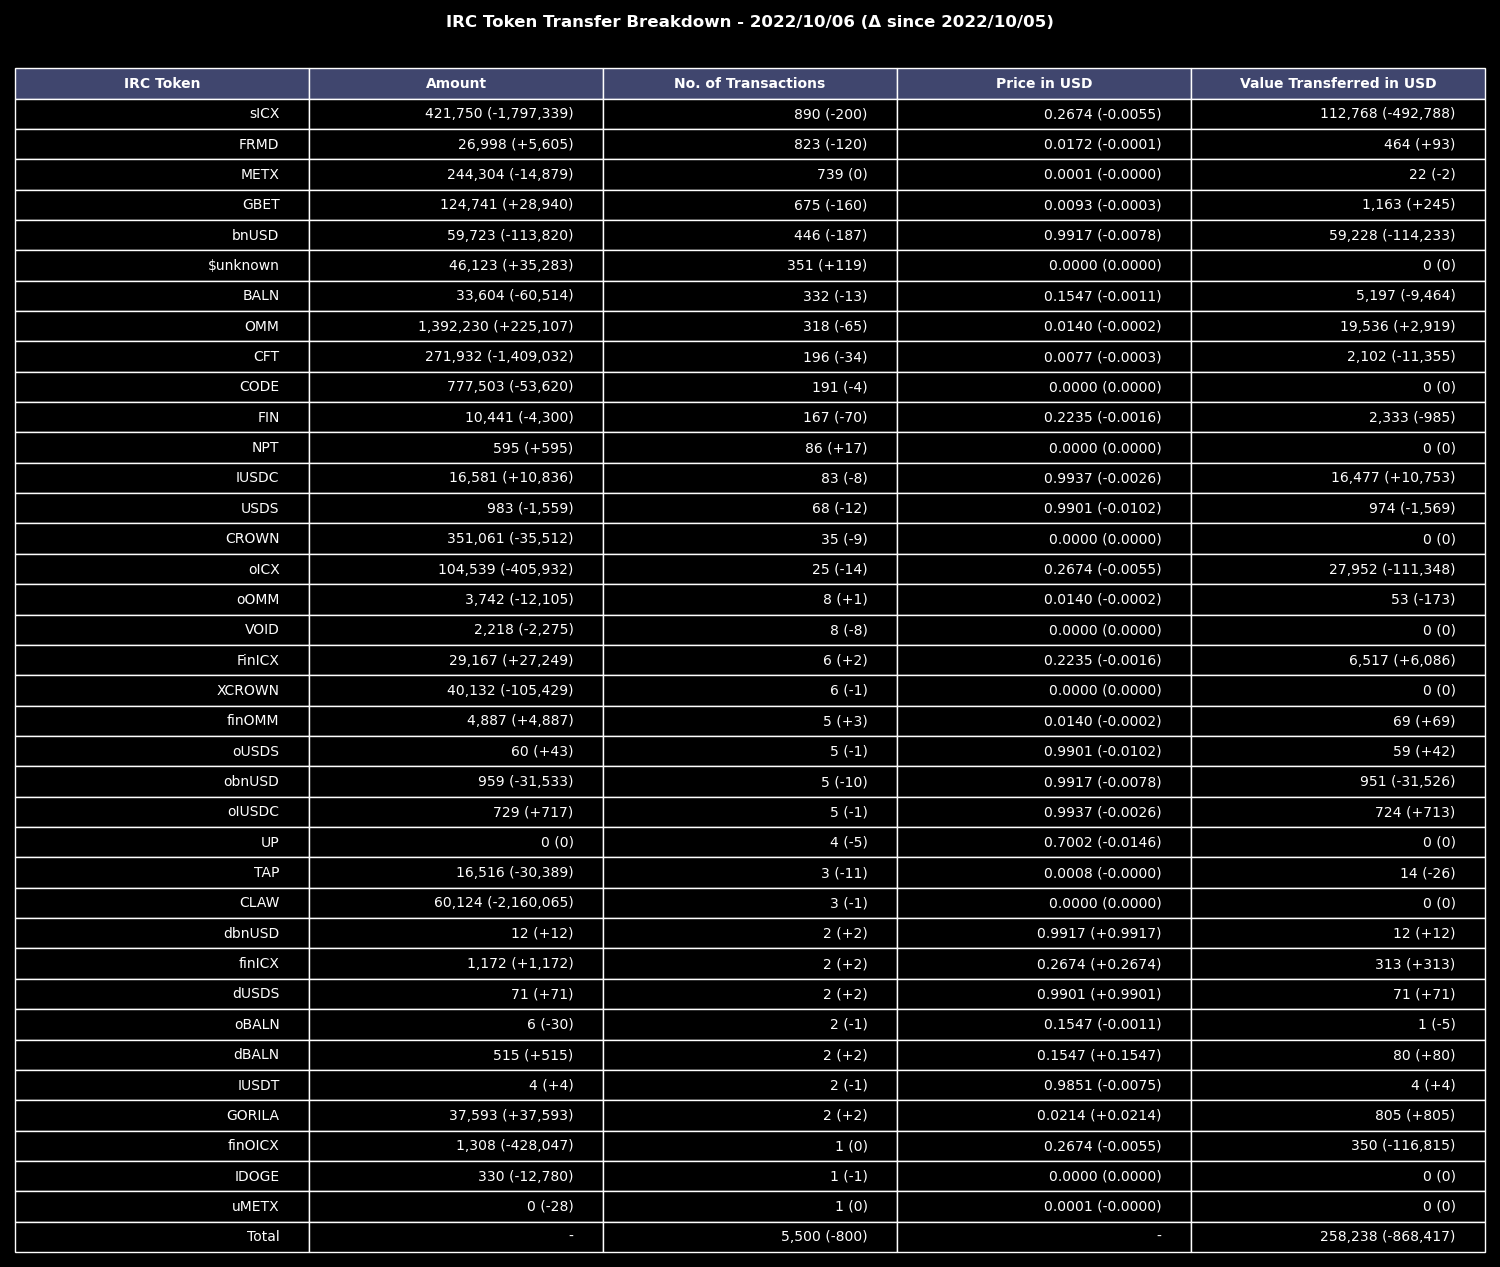 IRC Token Transfer Breakdown - 2022/10/06 (Δ since 2022/10/05)
IRC Token Amount No. of Transactions Price in USD Value Transferred in USD
sICX 421,750 (-1,797,339) 890 (-200) 0.2674 (-0.0055) 112,768 (-492,788)
FRMD 26,998 (+5,605) 823 (-120) 0.0172 (-0.0001) 464 (+93)
METX 244,304 (-14,879) 739 (0) 0.0001 (-0.0000) 22 (-2)
GBET 124,741 (+28,940) 675 (-160) 0.0093 (-0.0003) 1,163 (+245)
bnUSD 59,723 (-113,820) 446 (-187) 0.9917 (-0.0078) 59,228 (-114,233)
$unknown 46,123 (+35,283) 351 (+119) 0.0000 (0.0000) 0 (0)
BALN 33,604 (-60,514) 332 (-13) 0.1547 (-0.0011) 5,197 (-9,464)
OMM 1,392,230 (+225,107) 318 (-65) 0.0140 (-0.0002) 19,536 (+2,919)
CFT 271,932 (-1,409,032) 196 (-34) 0.0077 (-0.0003) 2,102 (-11,355)
CODE 777,503 (-53,620) 191 (-4) 0.0000 (0.0000) 0 (0)
FIN 10,441 (-4,300) 167 (-70) 0.2235 (-0.0016) 2,333 (-985)
NPT 595 (+595) 86 (+17) 0.0000 (0.0000) 0 (0)
IUSDC 16,581 (+10,836) 83 (-8) 0.9937 (-0.0026) 16,477 (+10,753)
USDS 983 (-1,559) 68 (-12) 0.9901 (-0.0102) 974 (-1,569)
CROWN 351,061 (-35,512) 35 (-9) 0.0000 (0.0000) 0 (0)
oICX 104,539 (-405,932) 25 (-14) 0.2674 (-0.0055) 27,952 (-111,348)
oOMM 3,742 (-12,105) 8 (+1) 0.0140 (-0.0002) 53 (-173)
VOID 2,218 (-2,275) 8 (-8) 0.0000 (0.0000) 0 (0)
FinICX 29,167 (+27,249) 6 (+2) 0.2235 (-0.0016) 6,517 (+6,086)
XCROWN 40,132 (-105,429) 6 (-1) 0.0000 (0.0000) 0 (0)
finOMM 4,887 (+4,887) 5 (+3) 0.0140 (-0.0002) 69 (+69)
oUSDS 60 (+43) 5 (-1) 0.9901 (-0.0102) 59 (+42)
obnUSD 959 (-31,533) 5 (-10) 0.9917 (-0.0078) 951 (-31,526)
oIUSDC 729 (+717) 5 (-1) 0.9937 (-0.0026) 724 (+713)
UP 0 (0) 4 (-5) 0.7002 (-0.0146) 0 (0)
TAP 16,516 (-30,389) 3 (-11) 0.0008 (-0.0000) 14 (-26)
CLAW 60,124 (-2,160,065) 3 (-1) 0.0000 (0.0000) 0 (0)
dbnUSD 12 (+12) 2 (+2) 0.9917 (+0.9917) 12 (+12)
finICX 1,172 (+1,172) 2 (+2) 0.2674 (+0.2674) 313 (+313)
dUSDS 71 (+71) 2 (+2) 0.9901 (+0.9901) 71 (+71)
oBALN 6 (-30) 2 (-1) 0.1547 (-0.0011) 1 (-5)
dBALN 515 (+515) 2 (+2) 0.1547 (+0.1547) 80 (+80)
IUSDT 4 (+4) 2 (-1) 0.9851 (-0.0075) 4 (+4)
GORILA 37,593 (+37,593) 2 (+2) 0.0214 (+0.0214) 805 (+805)
finOICX 1,308 (-428,047) 1 (0) 0.2674 (-0.0055) 350 (-116,815)
IDOGE 330 (-12,780) 1 (-1) 0.0000 (0.0000) 0 (0)
uMETX 0 (-28) 1 (0) 0.0001 (-0.0000) 0 (0)
Total - 5,500 (-800) - 258,238 (-868,417)